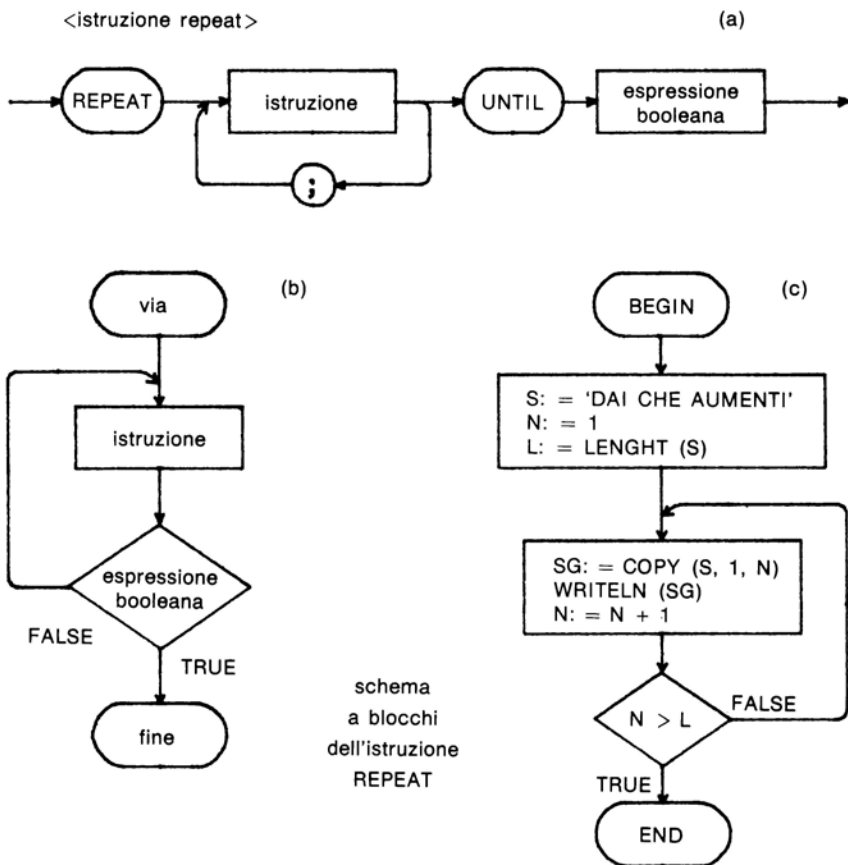 <istruzione repeat>
(a)
REPEAT
istruzione
UNTIL
espressione
booleana
;
(b)
via
istruzione
espressione
booleana
FALSE
TRUE
fine
schema
a blocchi
dell'istruzione
REPEAT
(c)
BEGIN
S: = 'DAI CHE AUMENTI'
N: = 1
L: = LENGHT (S)
SG: = COPY (S, 1, N)
WRITELN (SG)
N: = N + 1
N > L
FALSE
TRUE
END